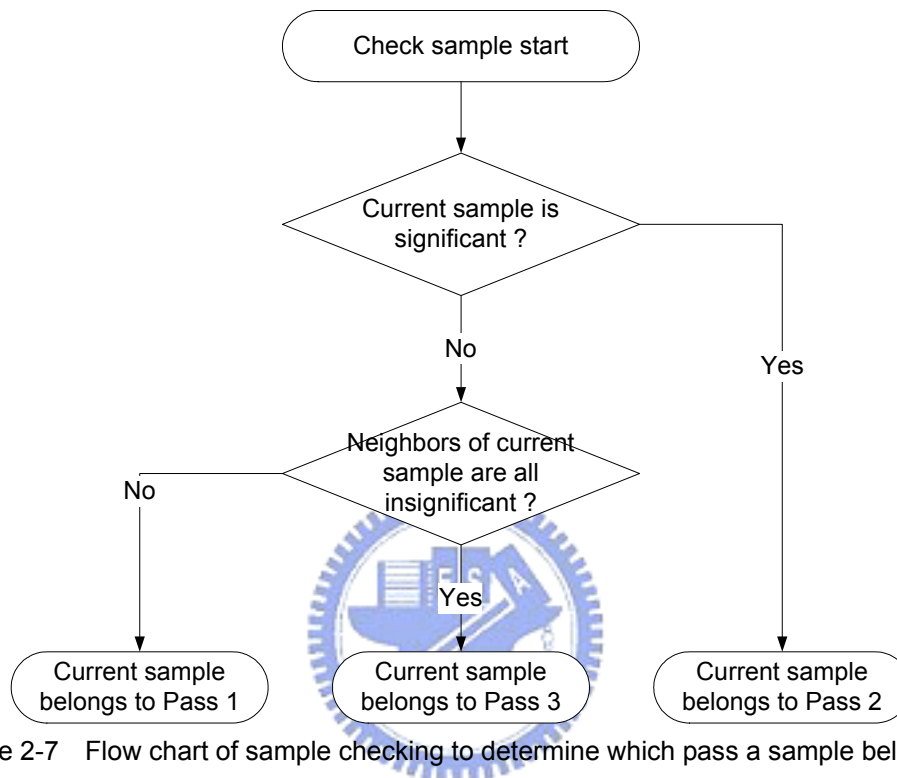 Check sample start
Current sample is
significant ?
No
Yes
Neighbors of current
sample are all
insignificant ?
No
Yes
Current sample
belongs to Pass 1
Current sample
belongs to Pass 3
Current sample
belongs to Pass 2
e 2-7 Flow chart of sample checking to determine which pass a sample bel
E S A